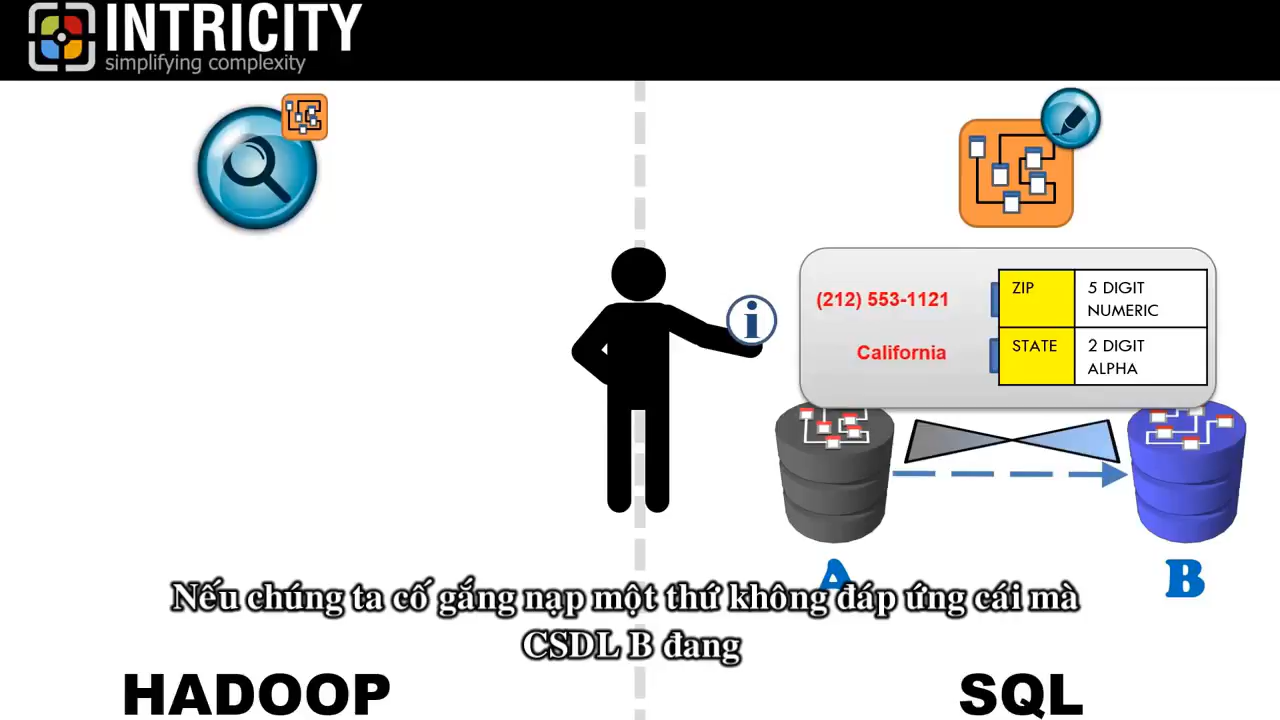 INTRICITY
simplifying complexity
(212) 553-1121
ZIP
5 DIGIT
NUMERIC
California
STATE
2 DIGIT
ALPHA
A
B
Nếu chúng ta cố gắng nạp một thứ không đáp ứng cái mà
CSDL B đang
HADOOP
SQL